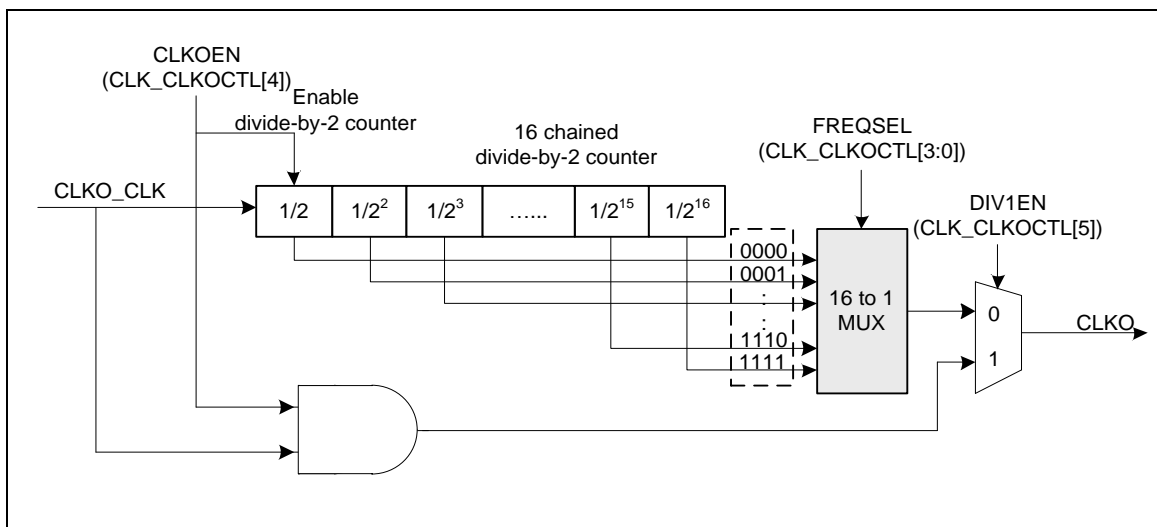 CLKOEN
(CLK_CLKOCTL[4])
Enable
divide-by-2 counter
16 chained
divide-by-2 counter
FREQSEL
(CLK_CLKOCTL[3:0])
CLKO_CLK
1/2
1/2²
1/2³
…...
1/2¹⁵
1/2¹⁶
DIV1EN
(CLK_CLKOCTL[5])
0000
0001
:
:
1110
1111
16 to 1
MUX
0
1
CLKO